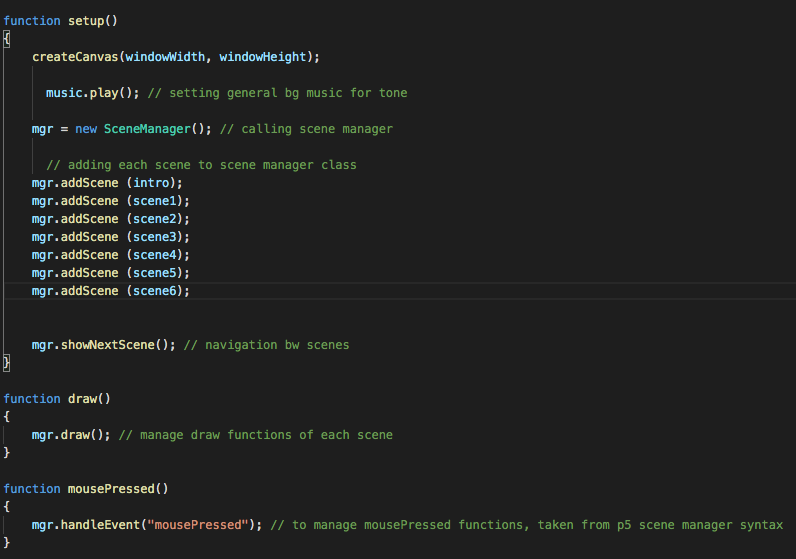 function setup()
{
createCanvas(windowWidth, windowHeight);
music.play(); // setting general bg music for tone
mgr = new SceneManager(); // calling scene manager
// adding each scene to scene manager class
mgr.addScene (intro);
mgr.addScene (scene1);
mgr.addScene (scene2);
mgr.addScene (scene3);
mgr.addScene (scene4);
mgr.addScene (scene5);
mgr.addScene (scene6);
mgr.showNextScene(); // navigation bw scenes
}
function draw()
{
mgr.draw(); // manage draw functions of each scene
}
function mousePressed()
{
mgr.handleEvent("mousePressed"); // to manage mousePressed functions, taken from p5 scene manager syntax
}